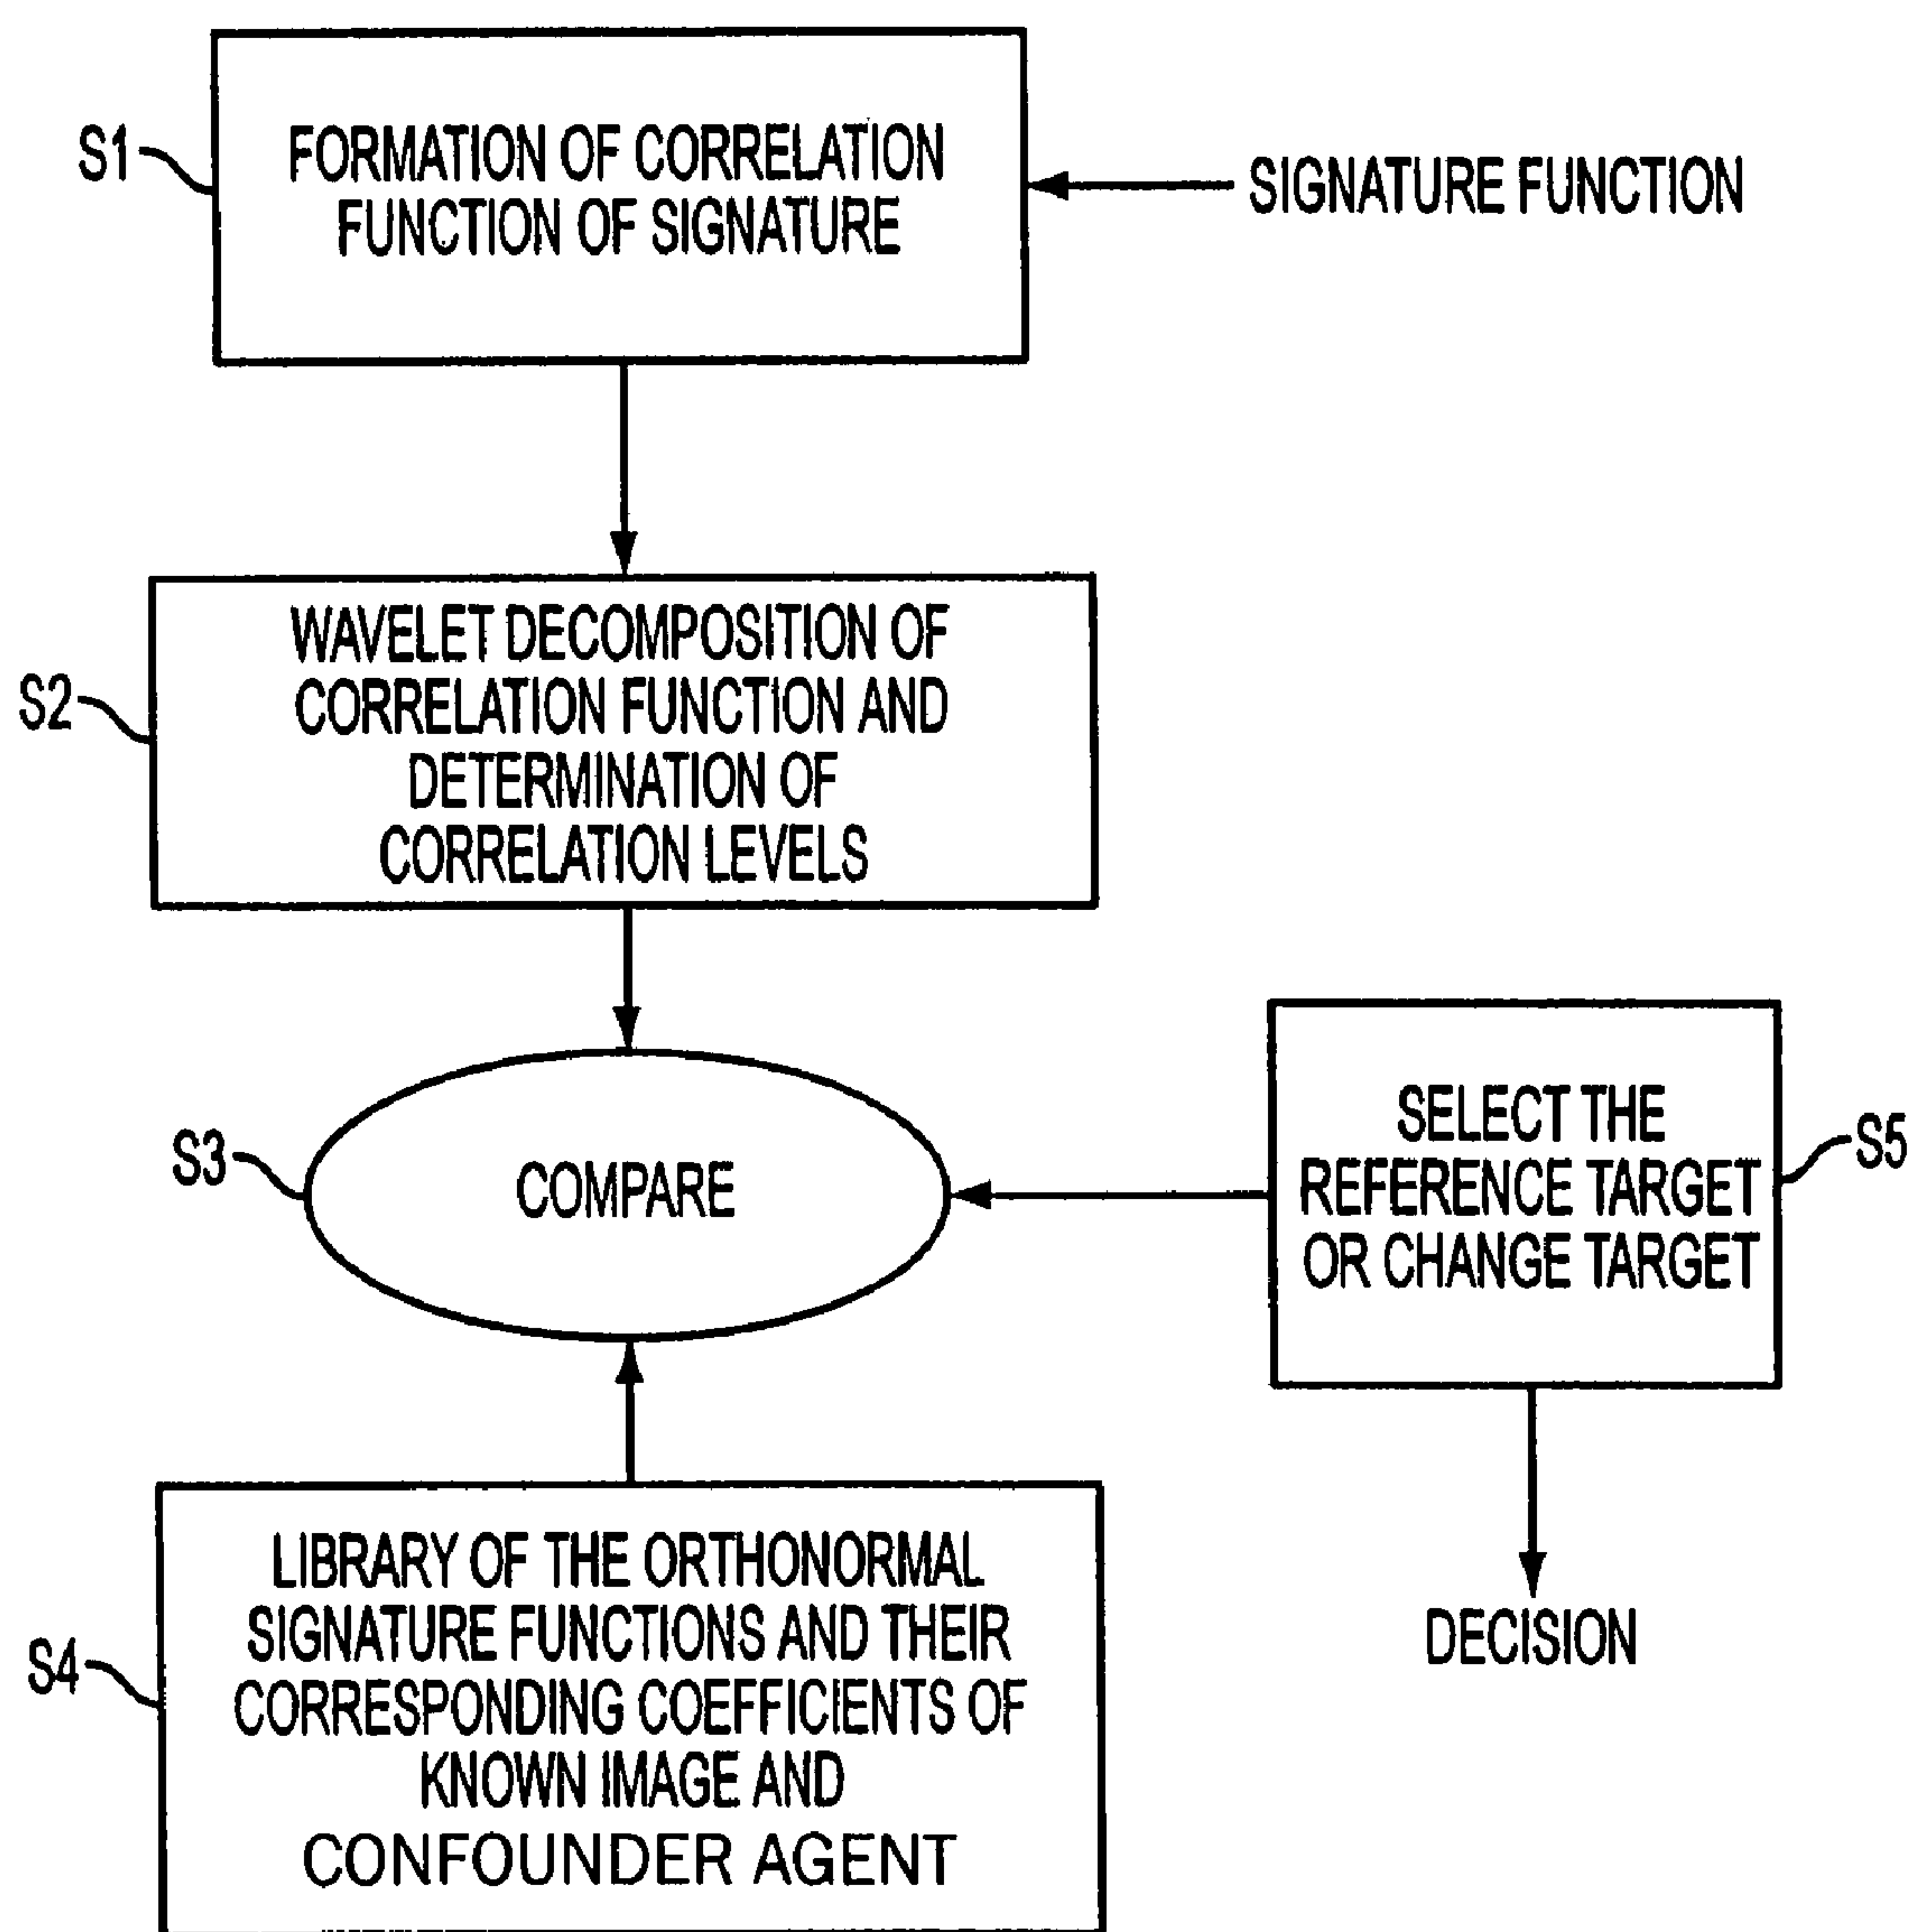 S1
FORMATION OF CORRELATION
FUNCTION OF SIGNATURE
SIGNATURE FUNCTION
S2
WAVELET DECOMPOSITION OF
CORRELATION FUNCTION AND
DETERMINATION OF
CORRELATION LEVELS
S3
COMPARE
SELECT THE
REFERENCE TARGET
OR CHANGE TARGET
S5
DECISION
S4
LIBRARY OF THE ORTHONORMAL
SIGNATURE FUNCTIONS AND THEIR
CORRESPONDING COEFFICIENTS OF
KNOWN IMAGE AND
CONFOUNDER AGENT